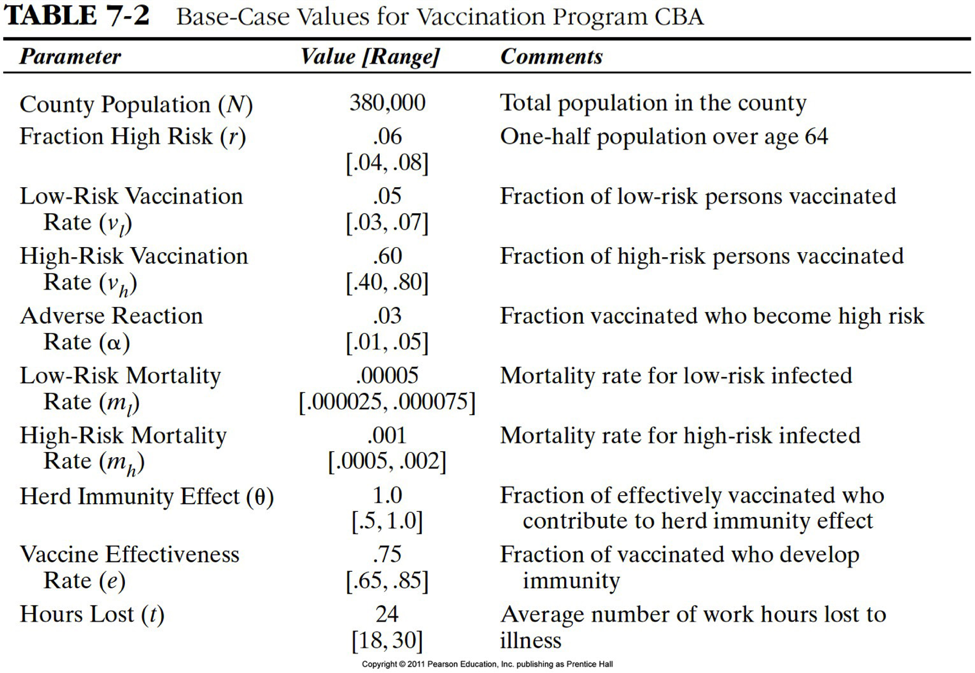 TABLE 7-2 Base-Case Values for Vaccination Program CBA
Parameter Value [Range] Comments
County Population (N) 380,000 Total population in the county
Fraction High Risk (r) .06 One-half population over age 64
[.04, .08]
Low-Risk Vaccination .05 Fraction of low-risk persons vaccinated
Rate (vl) [.03, .07]
High-Risk Vaccination .60 Fraction of high-risk persons vaccinated
Rate (vh) [.40, .80]
Adverse Reaction .03 Fraction vaccinated who become high risk
Rate (α) [.01, .05]
Low-Risk Mortality .00005 Mortality rate for low-risk infected
Rate (ml) [.000025, .000075]
High-Risk Mortality .001 Mortality rate for high-risk infected
Rate (mh) [.0005, .002]
Herd Immunity Effect (θ) 1.0 Fraction of effectively vaccinated who
[.5, 1.0] contribute to herd immunity effect
Vaccine Effectiveness .75 Fraction of vaccinated who develop
Rate (e) [.65, .85] immunity
Hours Lost (t) 24 Average number of work hours lost to
[18, 30] illness
Copyright © 2011 Pearson Education, Inc. publishing as Prentice Hall